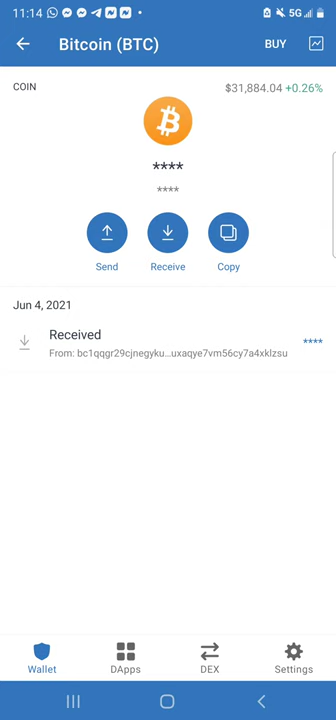 11:14 5G
Bitcoin (BTC) BUY
COIN $31,884.04 +0.26%
****
****
Send Receive Copy
Jun 4, 2021
Received
****
From: bc1qqgr29cjnegyku...uxaqye7vm56cy7a4xklzsu
Wallet DApps DEX Settings